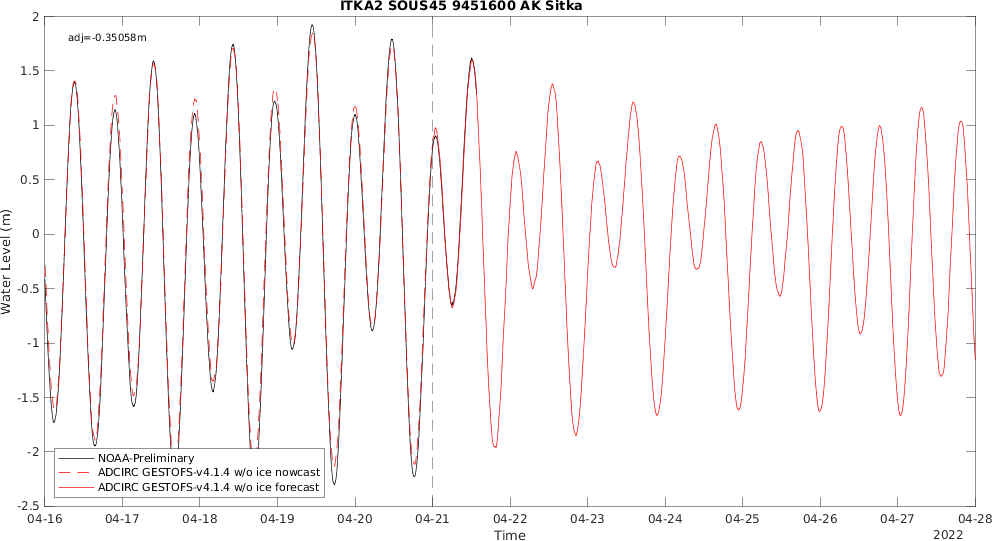 ITKA2 SOUS45 9451600 AK Sitka
adj=-0.35058m
2
1.5
1
0.5
0
-0.5
-1
-1.5
-2
-2.5
Water Level (m)
NOAA-Preliminary
ADCIRC GESTOFS-v4.1.4 w/o ice nowcast
ADCIRC GESTOFS-v4.1.4 w/o ice forecast
04-16 04-17 04-18 04-19 04-20 04-21 04-22 04-23 04-24 04-25 04-26 04-27 04-28
Time
2022